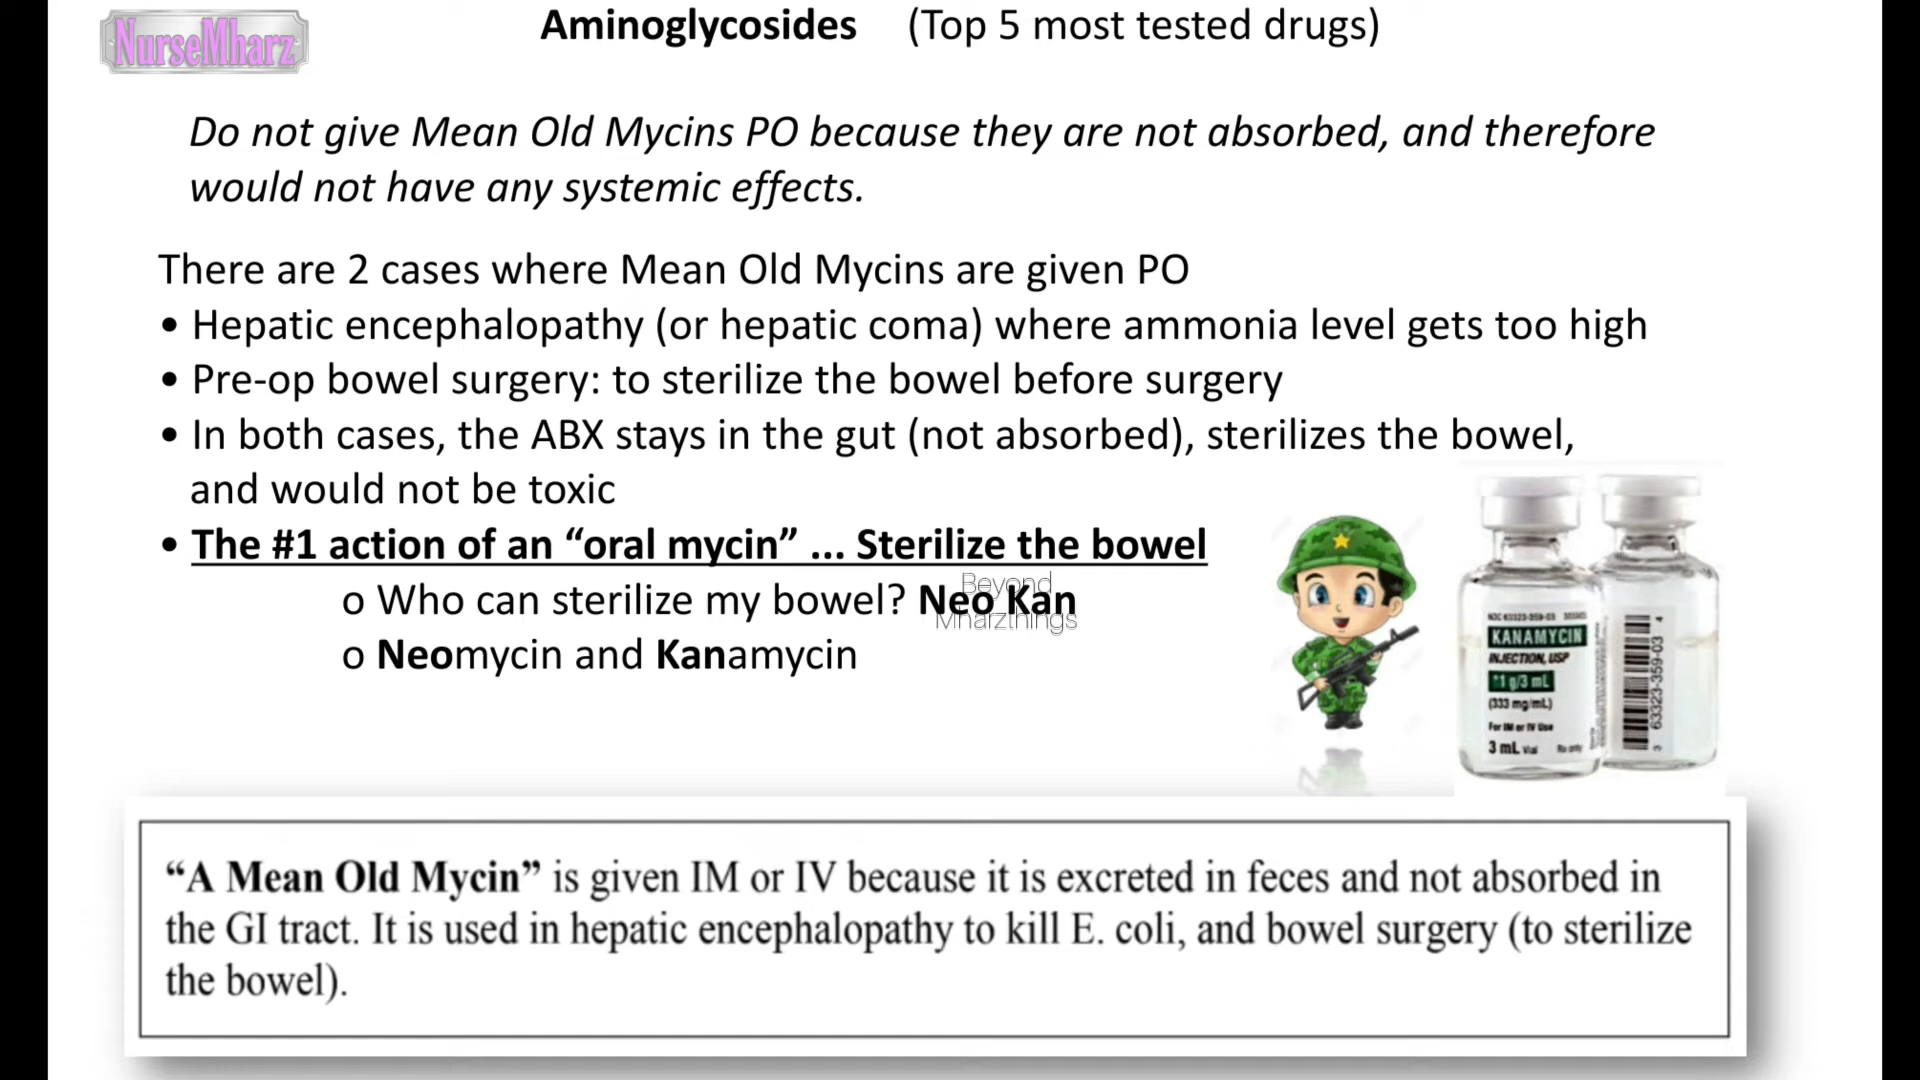 NurseMharz
Aminoglycosides (Top 5 most tested drugs)
Do not give Mean Old Mycins PO because they are not absorbed, and therefore
would not have any systemic effects.
There are 2 cases where Mean Old Mycins are given PO
• Hepatic encephalopathy (or hepatic coma) where ammonia level gets too high
• Pre-op bowel surgery: to sterilize the bowel before surgery
• In both cases, the ABX stays in the gut (not absorbed), sterilizes the bowel,
and would not be toxic
• The #1 action of an “oral mycin” ... Sterilize the bowel
o Who can sterilize my bowel? Neo Kan
o Neomycin and Kanamycin
Beyond
Mharzthings
KANAMYCIN
INJECTION, USP
1 g/3 mL
(333 mg/mL)
For IM or IV Use
3 mL Vial Rx only
63323-359-03
“A Mean Old Mycin” is given IM or IV because it is excreted in feces and not absorbed in
the GI tract. It is used in hepatic encephalopathy to kill E. coli, and bowel surgery (to sterilize
the bowel).